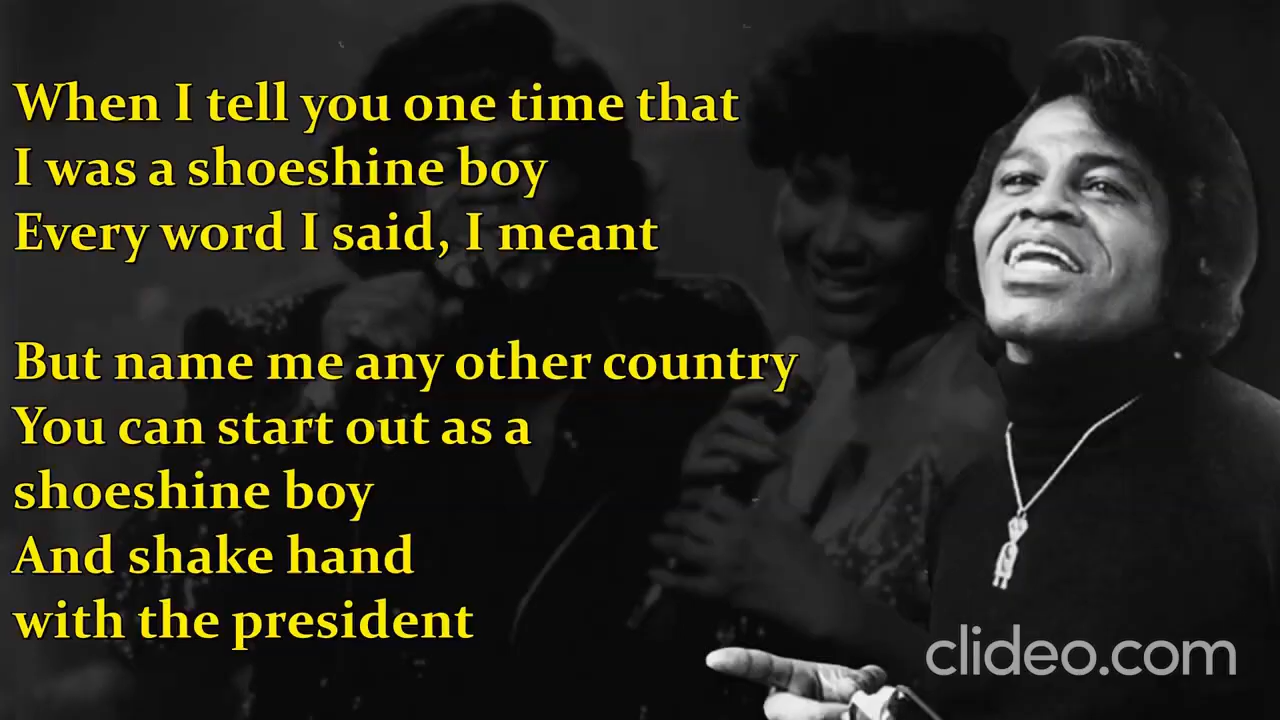 When I tell you one time that
I was a shoeshine boy
Every word I said, I meant
But name me any other country
You can start out as a
shoeshine boy
And shake hand
with the president
clideo.com